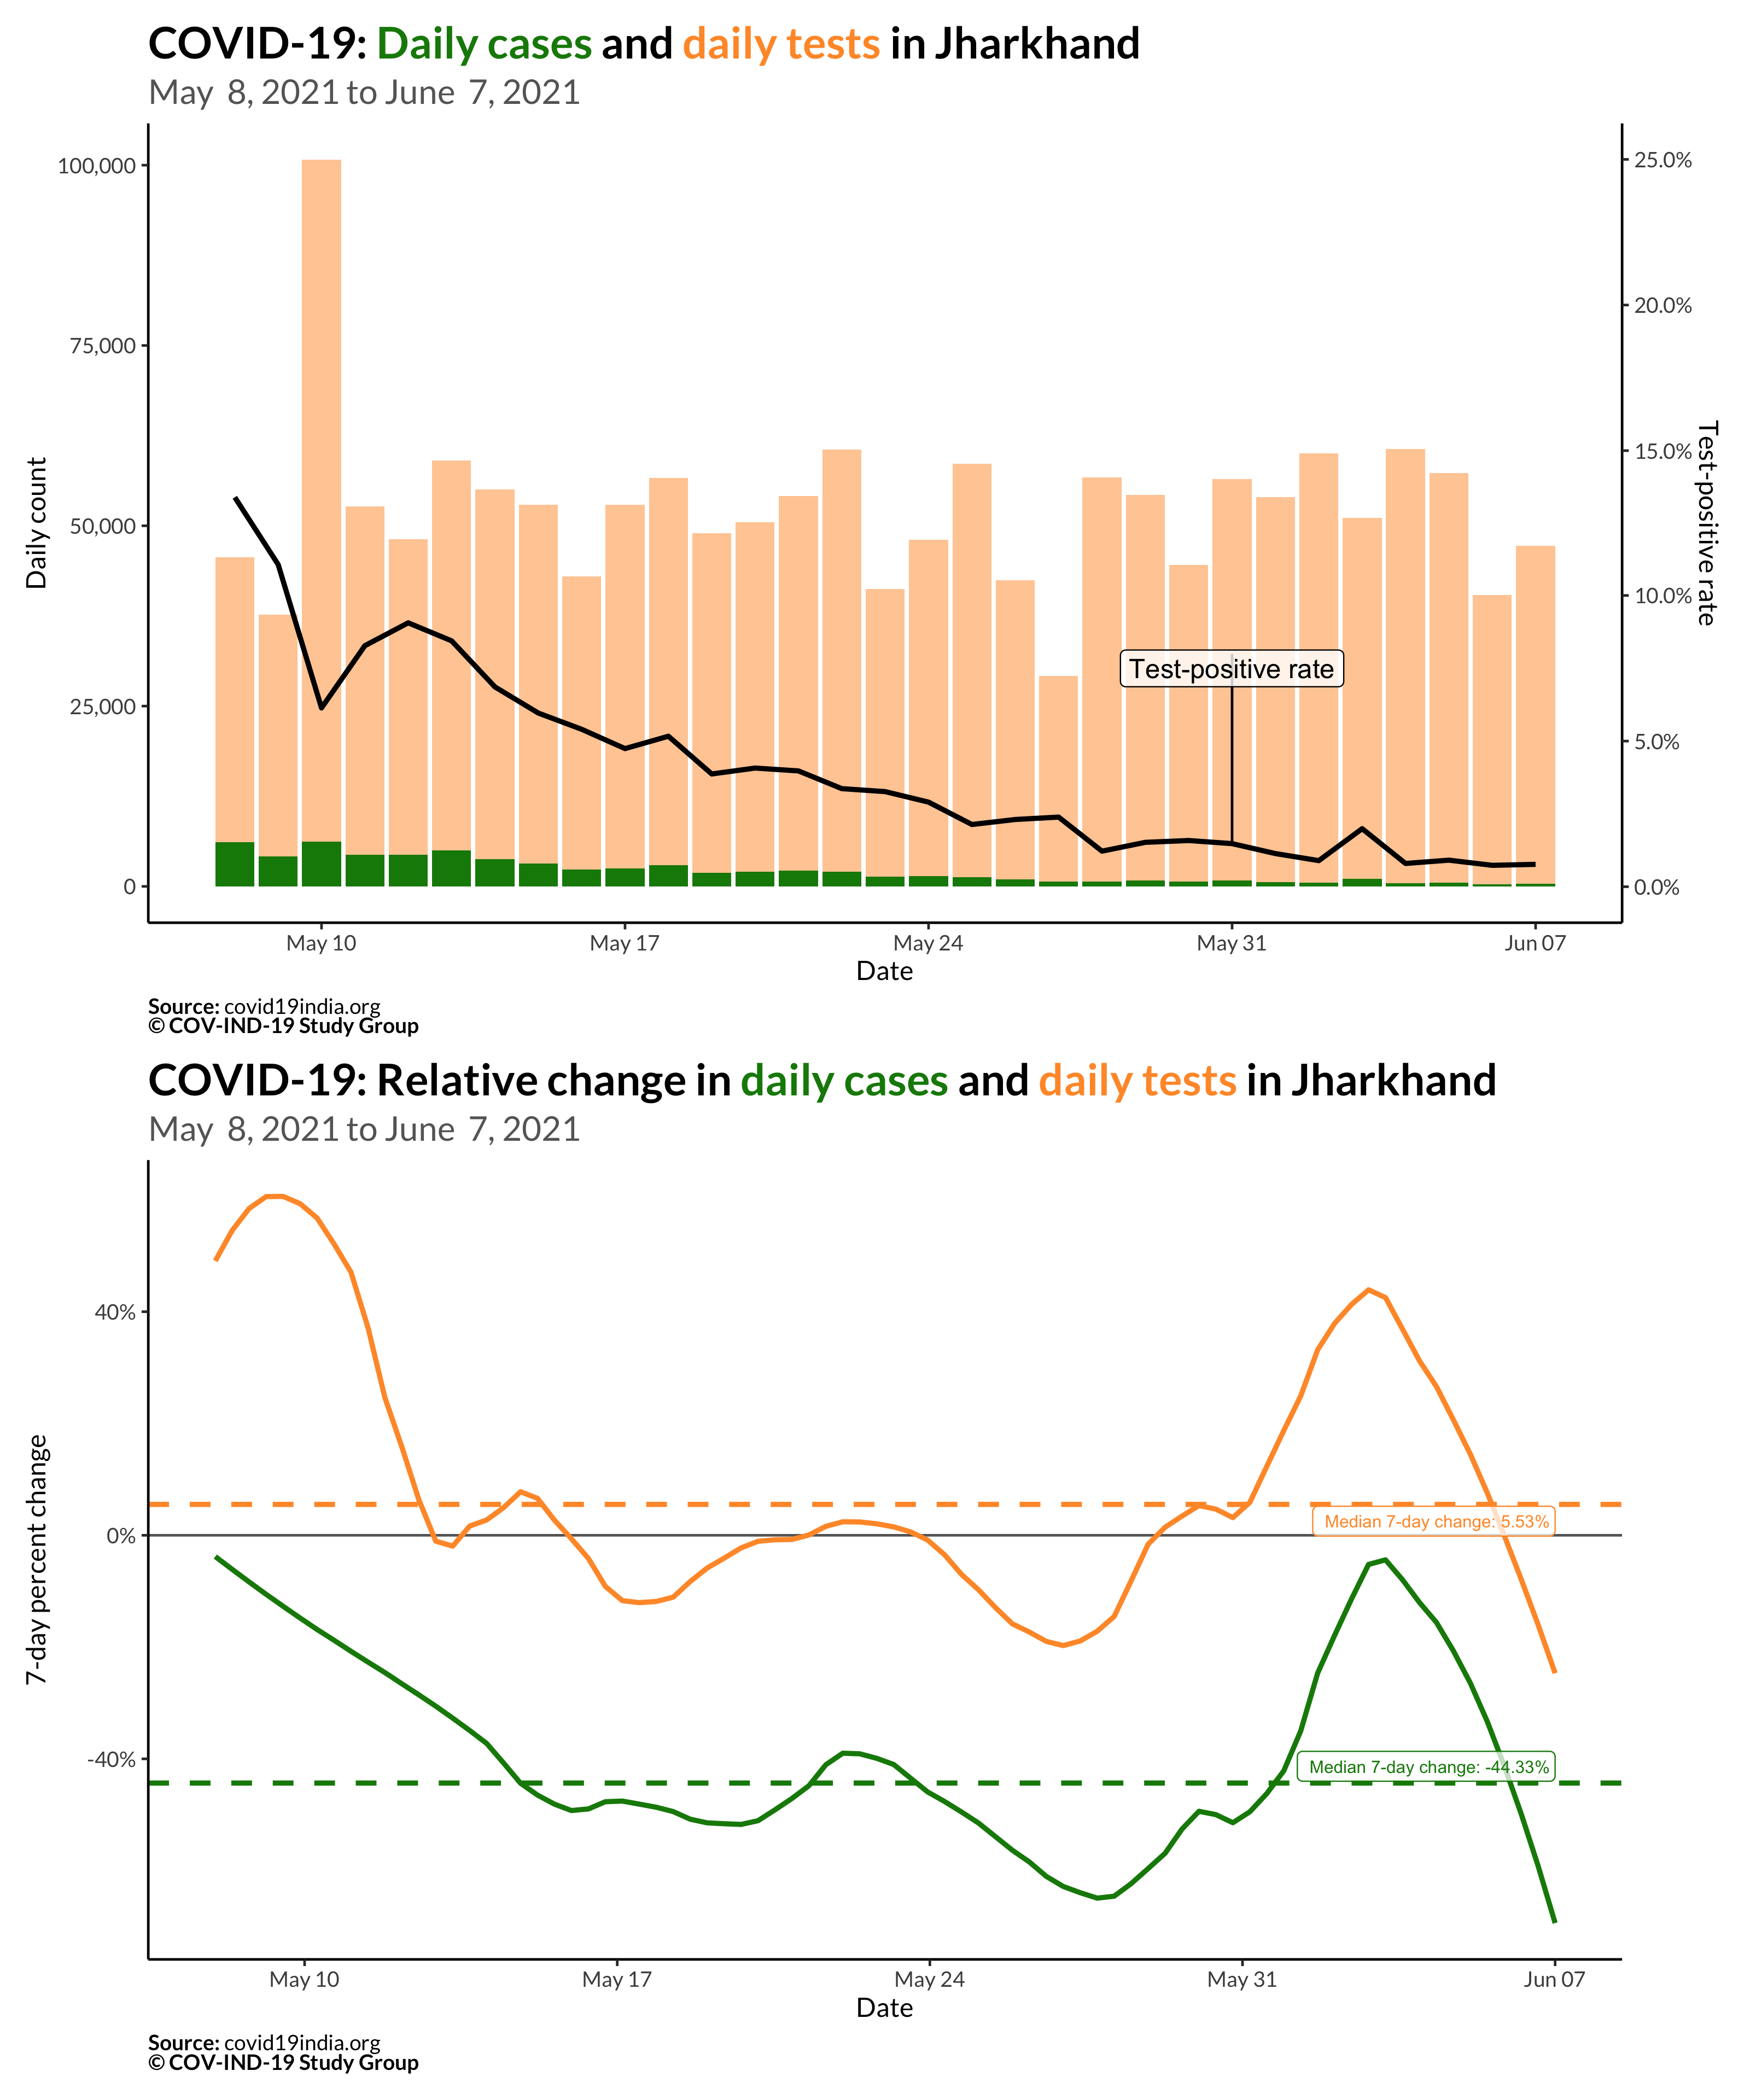 COVID-19: Daily cases and daily tests in Jharkhand
May 8, 2021 to June 7, 2021
100,000
75,000
50,000
25,000
0
Daily count
25.0%
20.0%
15.0%
10.0%
5.0%
0.0%
Test-positive rate
Test-positive rate
May 10
May 17
May 24
May 31
Jun 07
Date
Source: covid19india.org
© COV-IND-19 Study Group
COVID-19: Relative change in daily cases and daily tests in Jharkhand
May 8, 2021 to June 7, 2021
40%
0%
-40%
7-day percent change
Median 7-day change: 5.53%
Median 7-day change: -44.33%
May 10
May 17
May 24
May 31
Jun 07
Date
Source: covid19india.org
© COV-IND-19 Study Group